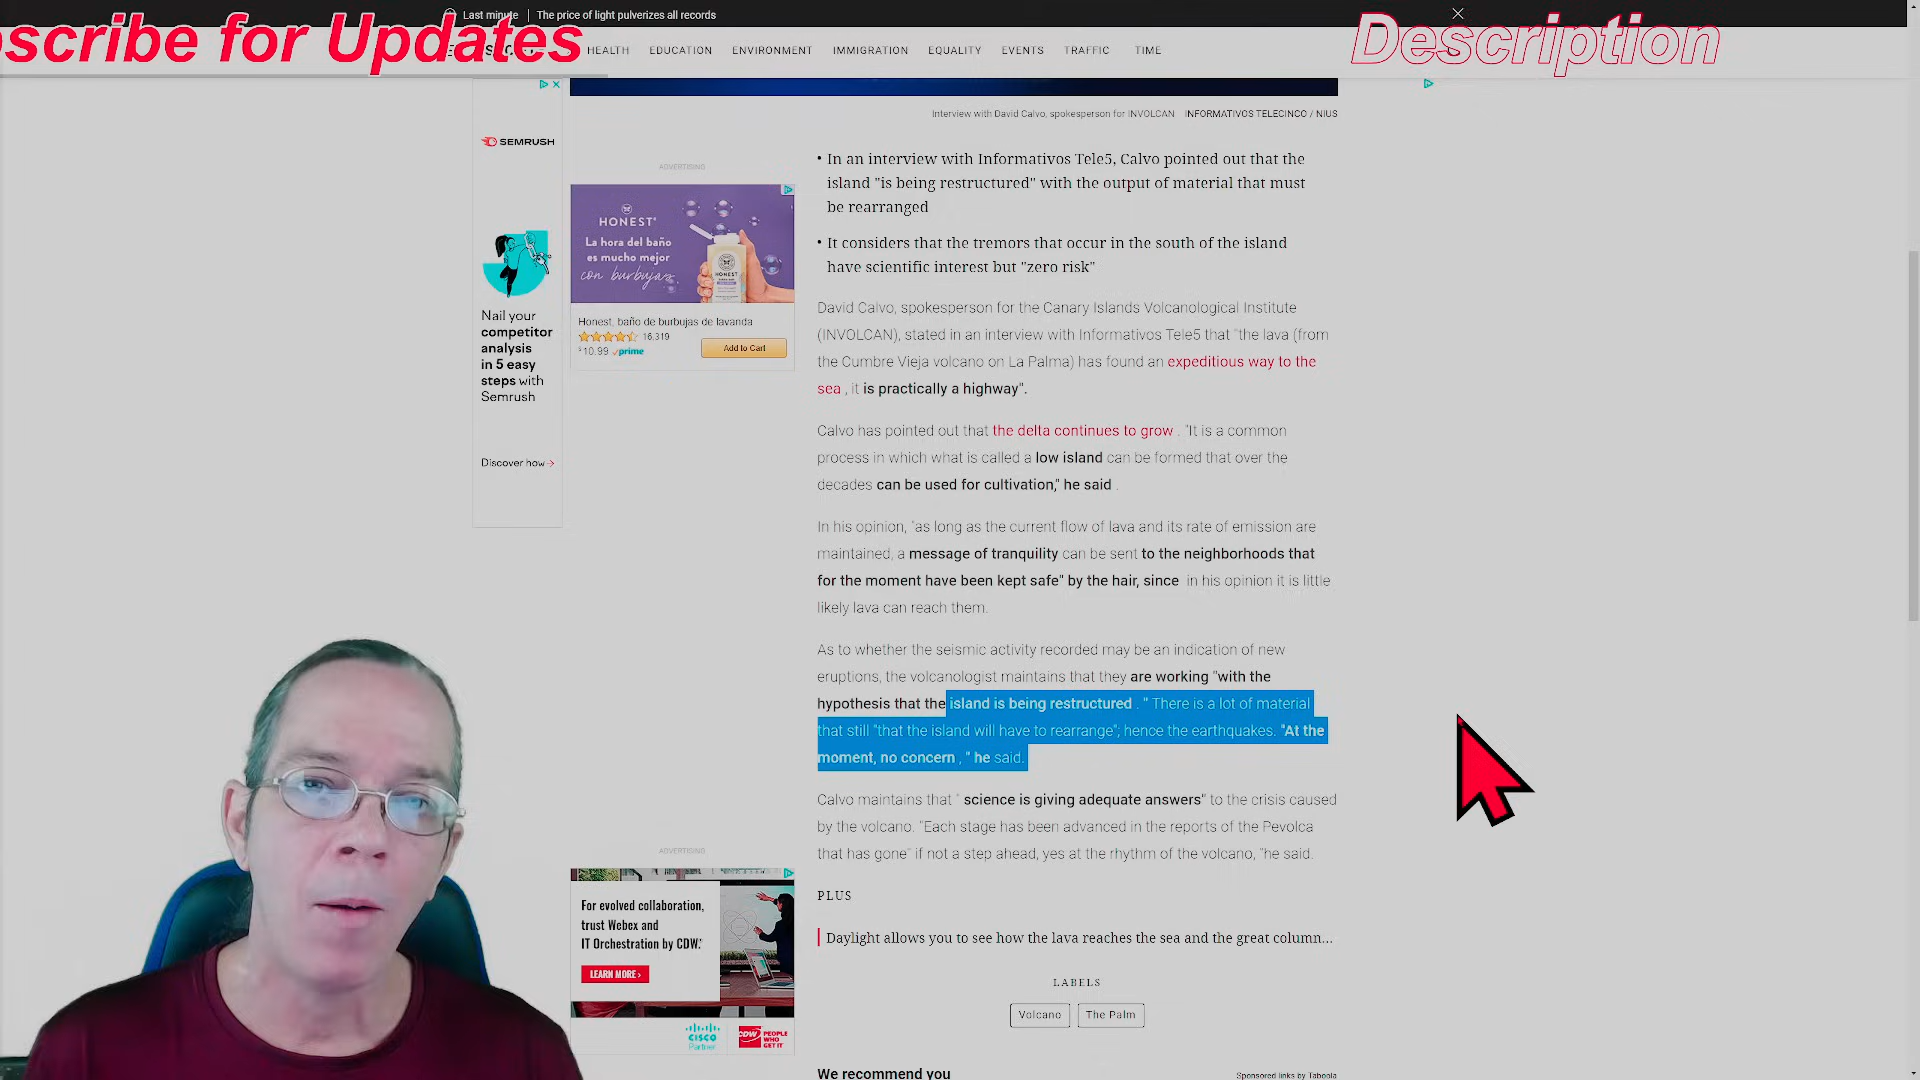 Last minute | The price of light pulverizes all records
scribe for Updates
Description
HEALTH EDUCATION ENVIRONMENT IMMIGRATION EQUALITY EVENTS TRAFFIC TIME
Interview with David Calvo, spokesperson for INVOLCAN INFORMATIVOS TELECINCO / NIUS
SEMRUSH
Nail your
competitor
analysis
in 5 easy
steps with
Semrush
Discover how→
ADVERTISING
HONEST
La hora del baño
es mucho mejor
con burbujas
HONEST
Honest, baño de burbujas de lavanda
16,319
$10.99 prime
Add to Cart
• In an interview with Informativos Tele5, Calvo pointed out that the
island "is being restructured" with the output of material that must
be rearranged
• It considers that the tremors that occur in the south of the island
have scientific interest but "zero risk"
David Calvo, spokesperson for the Canary Islands Volcanological Institute
(INVOLCAN), stated in an interview with Informativos Tele5 that "the lava (from
the Cumbre Vieja volcano on La Palma) has found an expeditious way to the
sea , it is practically a highway".
Calvo has pointed out that the delta continues to grow . "It is a common
process in which what is called a low island can be formed that over the
decades can be used for cultivation," he said .
In his opinion, "as long as the current flow of lava and its rate of emission are
maintained, a message of tranquility can be sent to the neighborhoods that
for the moment have been kept safe" by the hair, since in his opinion it is little
likely lava can reach them.
As to whether the seismic activity recorded may be an indication of new
eruptions, the volcanologist maintains that they are working "with the
hypothesis that the island is being restructured . " There is a lot of material
that still "that the island will have to rearrange"; hence the earthquakes. "At the
moment, no concern , " he said.
Calvo maintains that " science is giving adequate answers" to the crisis caused
by the volcano. "Each stage has been advanced in the reports of the Pevolca
that has gone" if not a step ahead, yes at the rhythm of the volcano, "he said.
ADVERTISING
For evolved collaboration,
trust Webex and
IT Orchestration by CDW.
LEARN MORE ›
CISCO
Partner
CDW PEOPLE
WHO
GET IT
PLUS
Daylight allows you to see how the lava reaches the sea and the great column...
LABELS
Volcano
The Palm
We recommend you
Sponsored links by Taboola